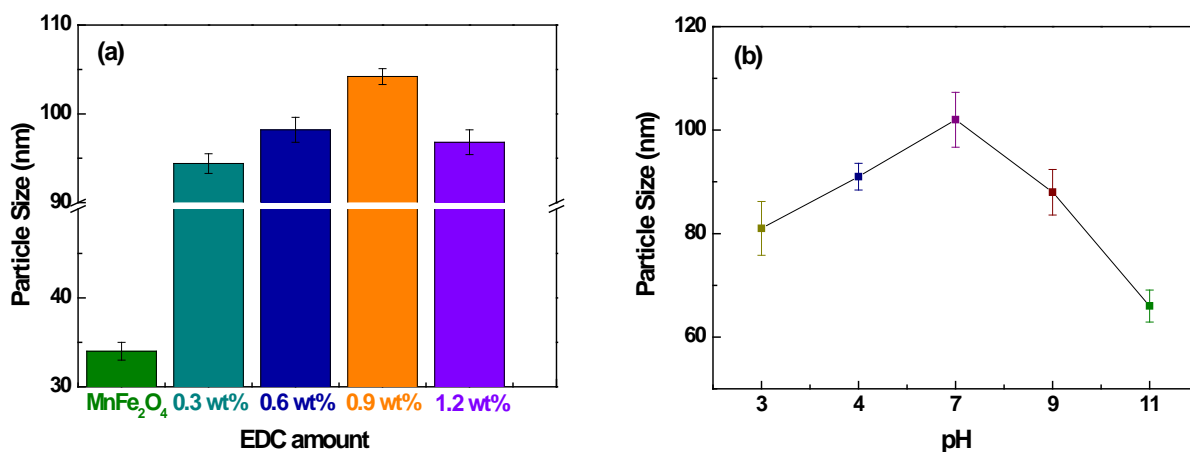 (a)
Particle Size (nm)
110
100
90
40
30
MnFe₂O₄ 0.3 wt% 0.6 wt% 0.9 wt% 1.2 wt%
EDC amount
(b)
Particle Size (nm)
120
100
80
60
3 4 7 9 11
pH